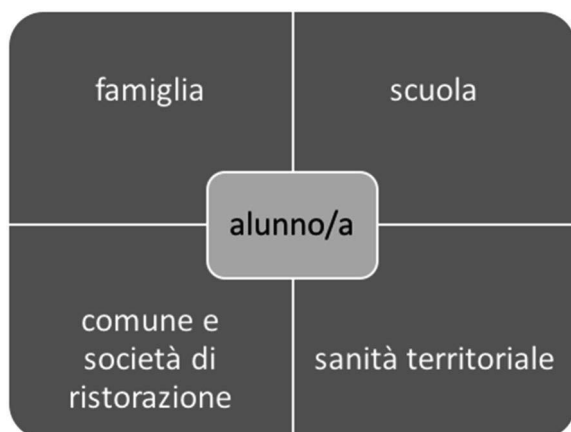 famiglia
scuola
alunno/a
comune e
società di
ristorazione
sanità territoriale